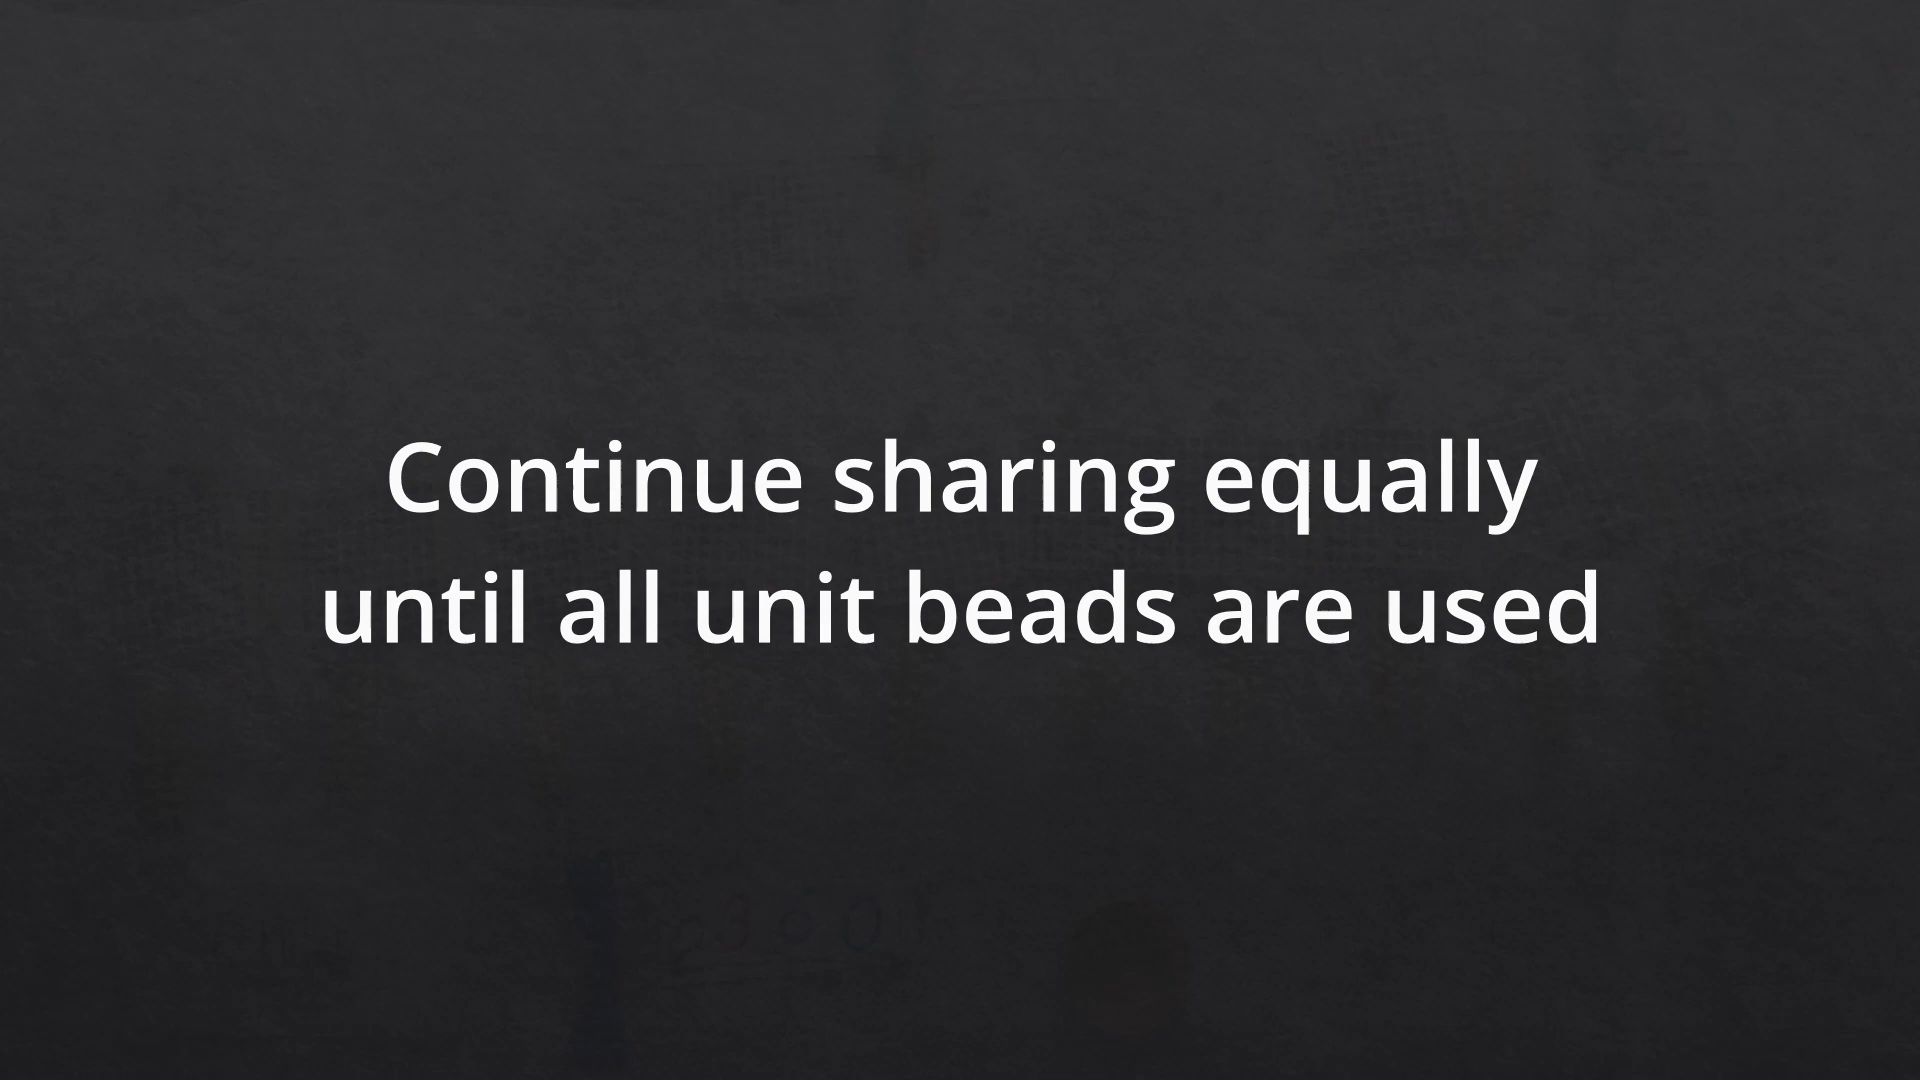 Continue sharing equally
until all unit beads are used